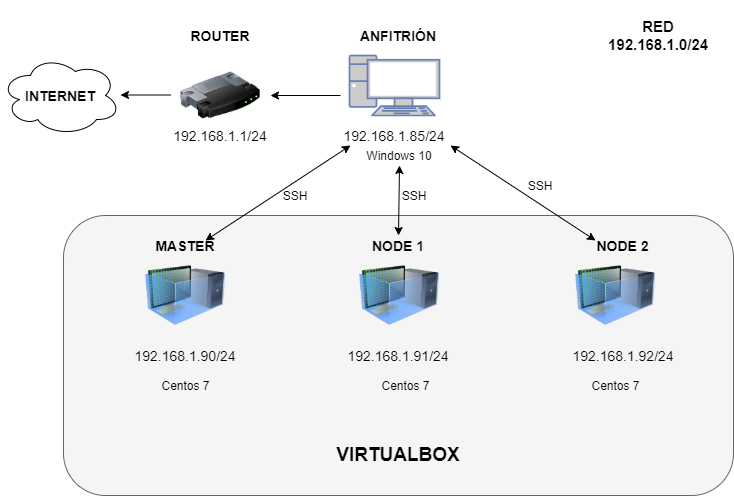 ROUTER
ANFITRIÓN
RED
192.168.1.0/24
INTERNET
192.168.1.1/24
192.168.1.85/24
Windows 10
SSH
SSH
SSH
MASTER
NODE 1
NODE 2
192.168.1.90/24
192.168.1.91/24
192.168.1.92/24
Centos 7
Centos 7
Centos 7
VIRTUALBOX